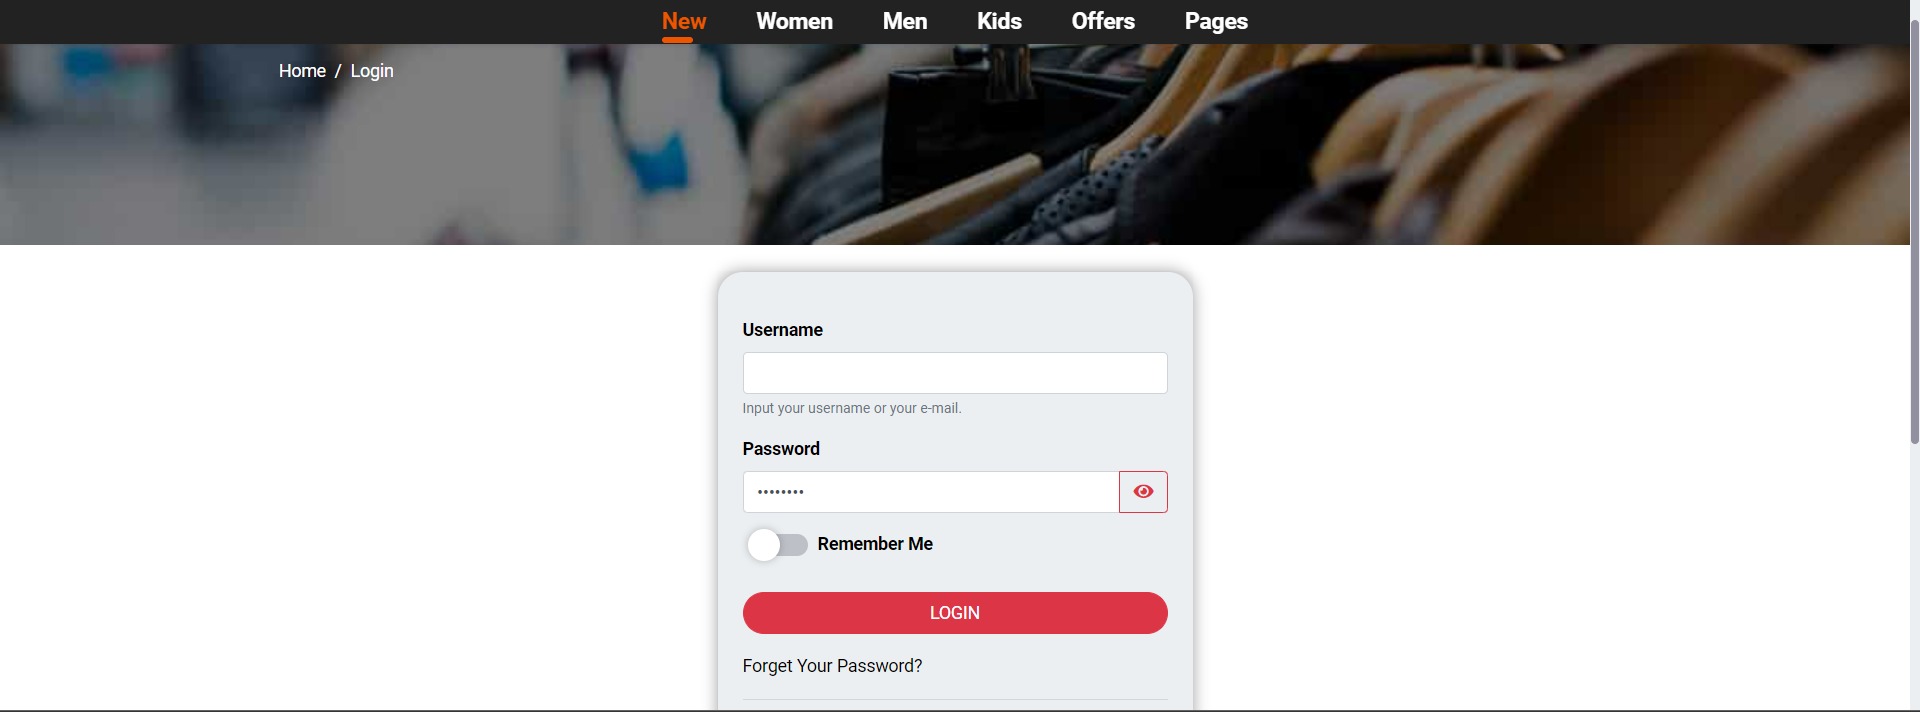 New Women Men Kids Offers Pages
Home / Login
Username
Input your username or your e-mail.
Password
••••••••
Remember Me
LOGIN
Forget Your Password?